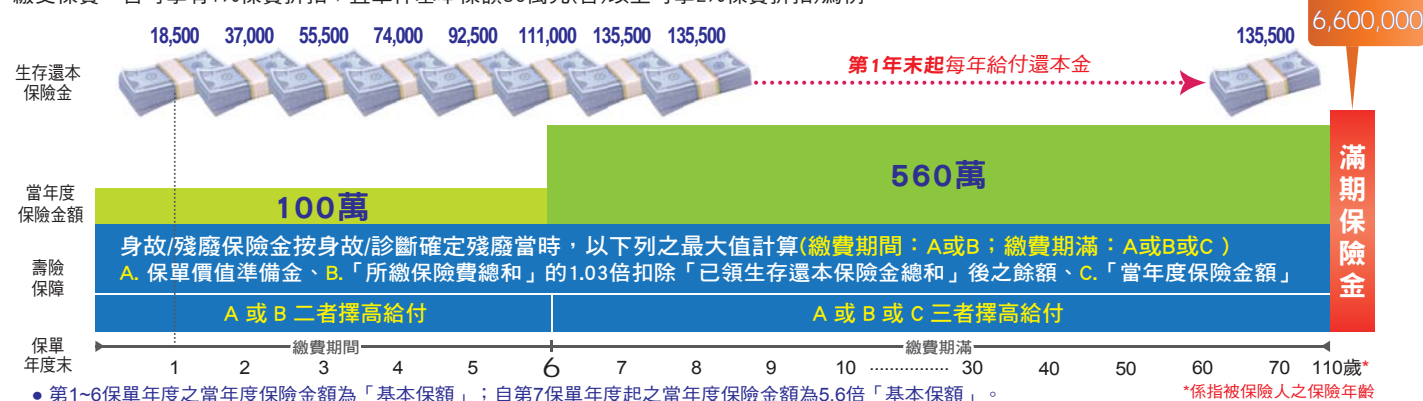 6,600,000
18,500 37,000 55,500 74,000 92,500 111,000 135,500 135,500 135,500
生存還本
保險金
第1年末起每年給付還本金
滿期保險金
當年度
保險金額
100萬
560萬
壽險
保障
身故/殘廢保險金按身故/診斷確定殘廢當時，以下列之最大值計算(繳費期間：A或B；繳費期滿：A或B或C )
A. 保單價值準備金、B.「所繳保險費總和」的1.03倍扣除「已領生存還本保險金總和」後之餘額、C.「當年度保險金額」
A 或 B 二者擇高給付 A 或 B 或 C 三者擇高給付
保單
年度末
繳費期間 繳費期滿
1 2 3 4 5 6 7 8 9 10 ................ 30 40 50 60 70 110歲*
● 第1~6保單年度之當年度保險金額為「基本保額」；自第7保單年度起之當年度保險金額為5.6倍「基本保額」。
*係指被保險人之保險年齡